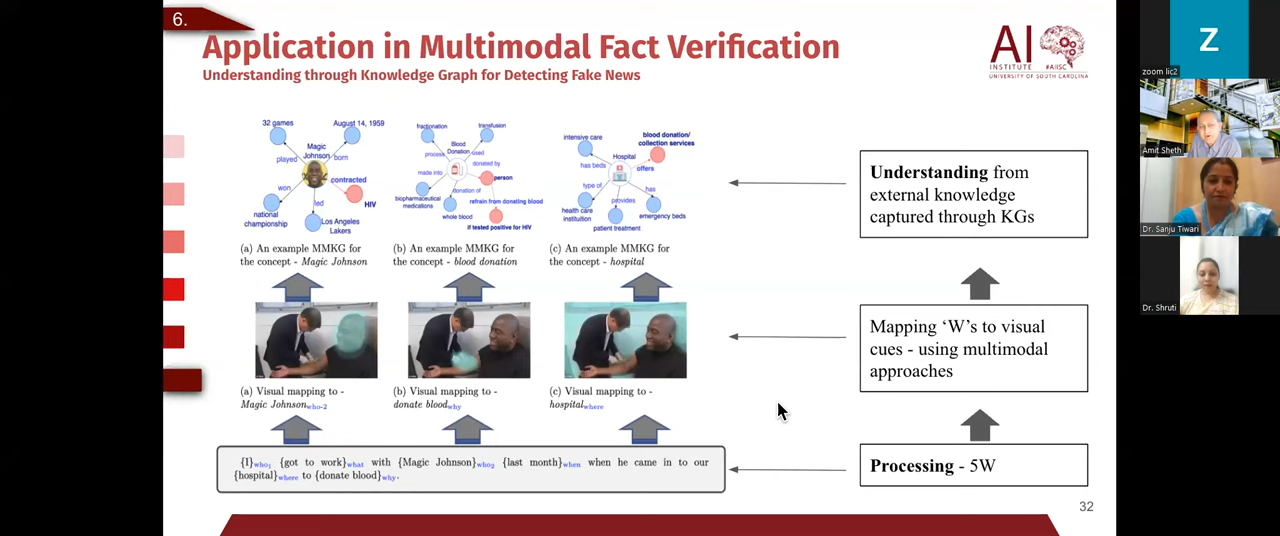 6.
Application in Multimodal Fact Verification
Understanding through Knowledge Graph for Detecting Fake News
AI
INSTITUTE #AIISC
UNIVERSITY OF SOUTH CAROLINA
32 games
August 14, 1959
Magic
Johnson
played
born
contracted
HIV
won
led
national
championship
Los Angeles
Lakers
fractionation
transfusion
Blood
Donation
process
used
donated by
person
made into
donation of
biopharmaceutical
medications
whole blood
refrain from donating blood
if tested positive for HIV
intensive care
blood donation/
collection services
Hospital
has beds
offers
type of
has
provides
health care
instituition
emergency beds
patient treatment
(a) An example MMKG for
the concept - Magic Johnson
(b) An example MMKG for
the concept - blood donation
(c) An example MMKG for
the concept - hospital
(a) Visual mapping to -
Magic Johnson who-2
(b) Visual mapping to -
donate blood why
(c) Visual mapping to -
hospital where
{I}who1 {got to work}what with {Magic Johnson}who2 {last month}when when he came in to our
{hospital}where to {donate blood}why.
Understanding from
external knowledge
captured through KGs
Mapping ‘W’s to visual
cues - using multimodal
approaches
Processing - 5W
32
Z
zoom lic2
Amit Sheth
Dr. Sanju Tiwari
Dr. Shruti